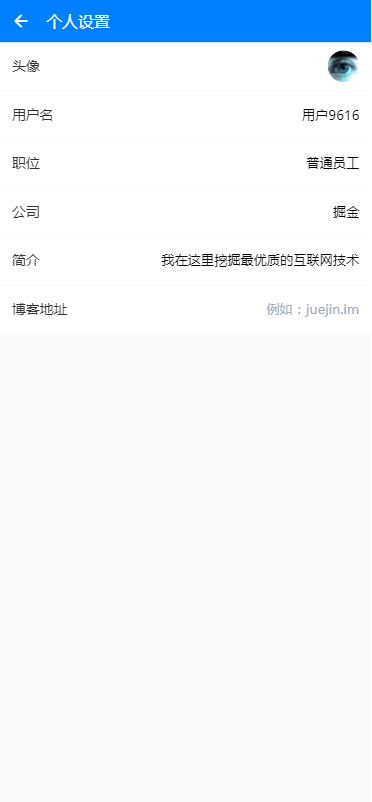 个人设置
头像
用户名 用户9616
职位 普通员工
公司 掘金
简介 我在这里挖掘最优质的互联网技术
博客地址 例如：juejin.im